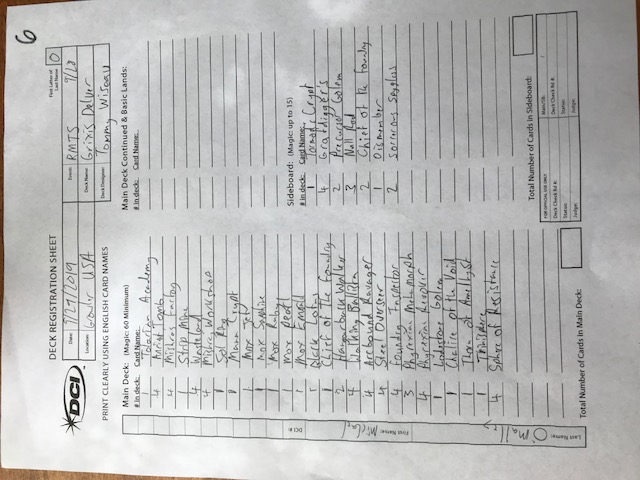 6
DECK REGISTRATION SHEET
First Letter of
Last Name
O
DCI
Date: 9/27/2019
Event: RMTS 9/28
Location: USA
Deck Name: Grixis Delver
Deck Designer: Tommy Wiseau
PRINT CLEARLY USING ENGLISH CARD NAMES
Main Deck: (Magic: 60 Minimum)
# in deck: Card Name:
1 Tolarian Academy
4 Ancient Tomb
4 Mishras Factory
1 Strip Mine
4 Wasteland
4 Mishras Workshop
1 Sol Ring
1 Mana Crypt
1 Mox Jet
1 Mox Sapphire
1 Mox Ruby
1 Mox Pearl
1 Mox Emerald
1 Black Lotus
1 Chief of The Foundry
2 Hangarback Walker
4 Walking Ballista
4 Arcbound Ravager
4 Steel Overseer
4 Foundry Inspector
3 Phyrexian Metamorph
4 Phyrexian Revoker
1 Lodestone Golem
1 Chalice of the Void
1 Thorn of Amethyst
1 Trinisphere
4 Sphere of Resistance
Total Number of Cards in Main Deck:
Main Deck Continued & Basic Lands:
# in deck: Card Name:
Sideboard: (Magic: up to 15)
# in deck: Card Name:
1 Tormods Crypt
4 Grafdigger's
2 Precursor Golem
3 Null Rod
2 Chief of the Foundry
1 Dismember
2 Sorcerous Spyglass
Total Number of Cards in Sideboard:
FOR OFFICIAL USE ONLY
Main/SB: /
Deck Check Rd #:
Deck Check Rd #:
Status:
Status:
Judge:
Judge:
DCI #:
First Name: Michael
Last Name: O'Malley